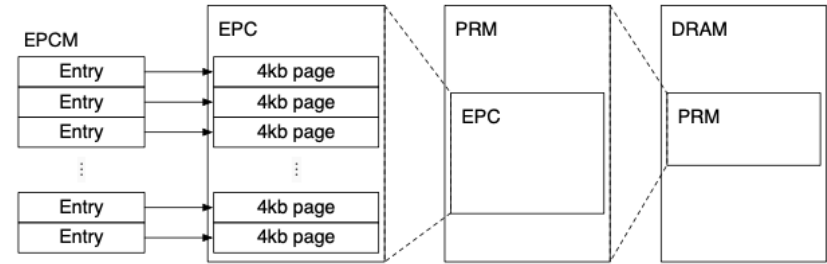 EPCM
Entry
Entry
Entry
⋮
Entry
Entry
EPC
4kb page
4kb page
4kb page
⋮
4kb page
4kb page
PRM
EPC
DRAM
PRM